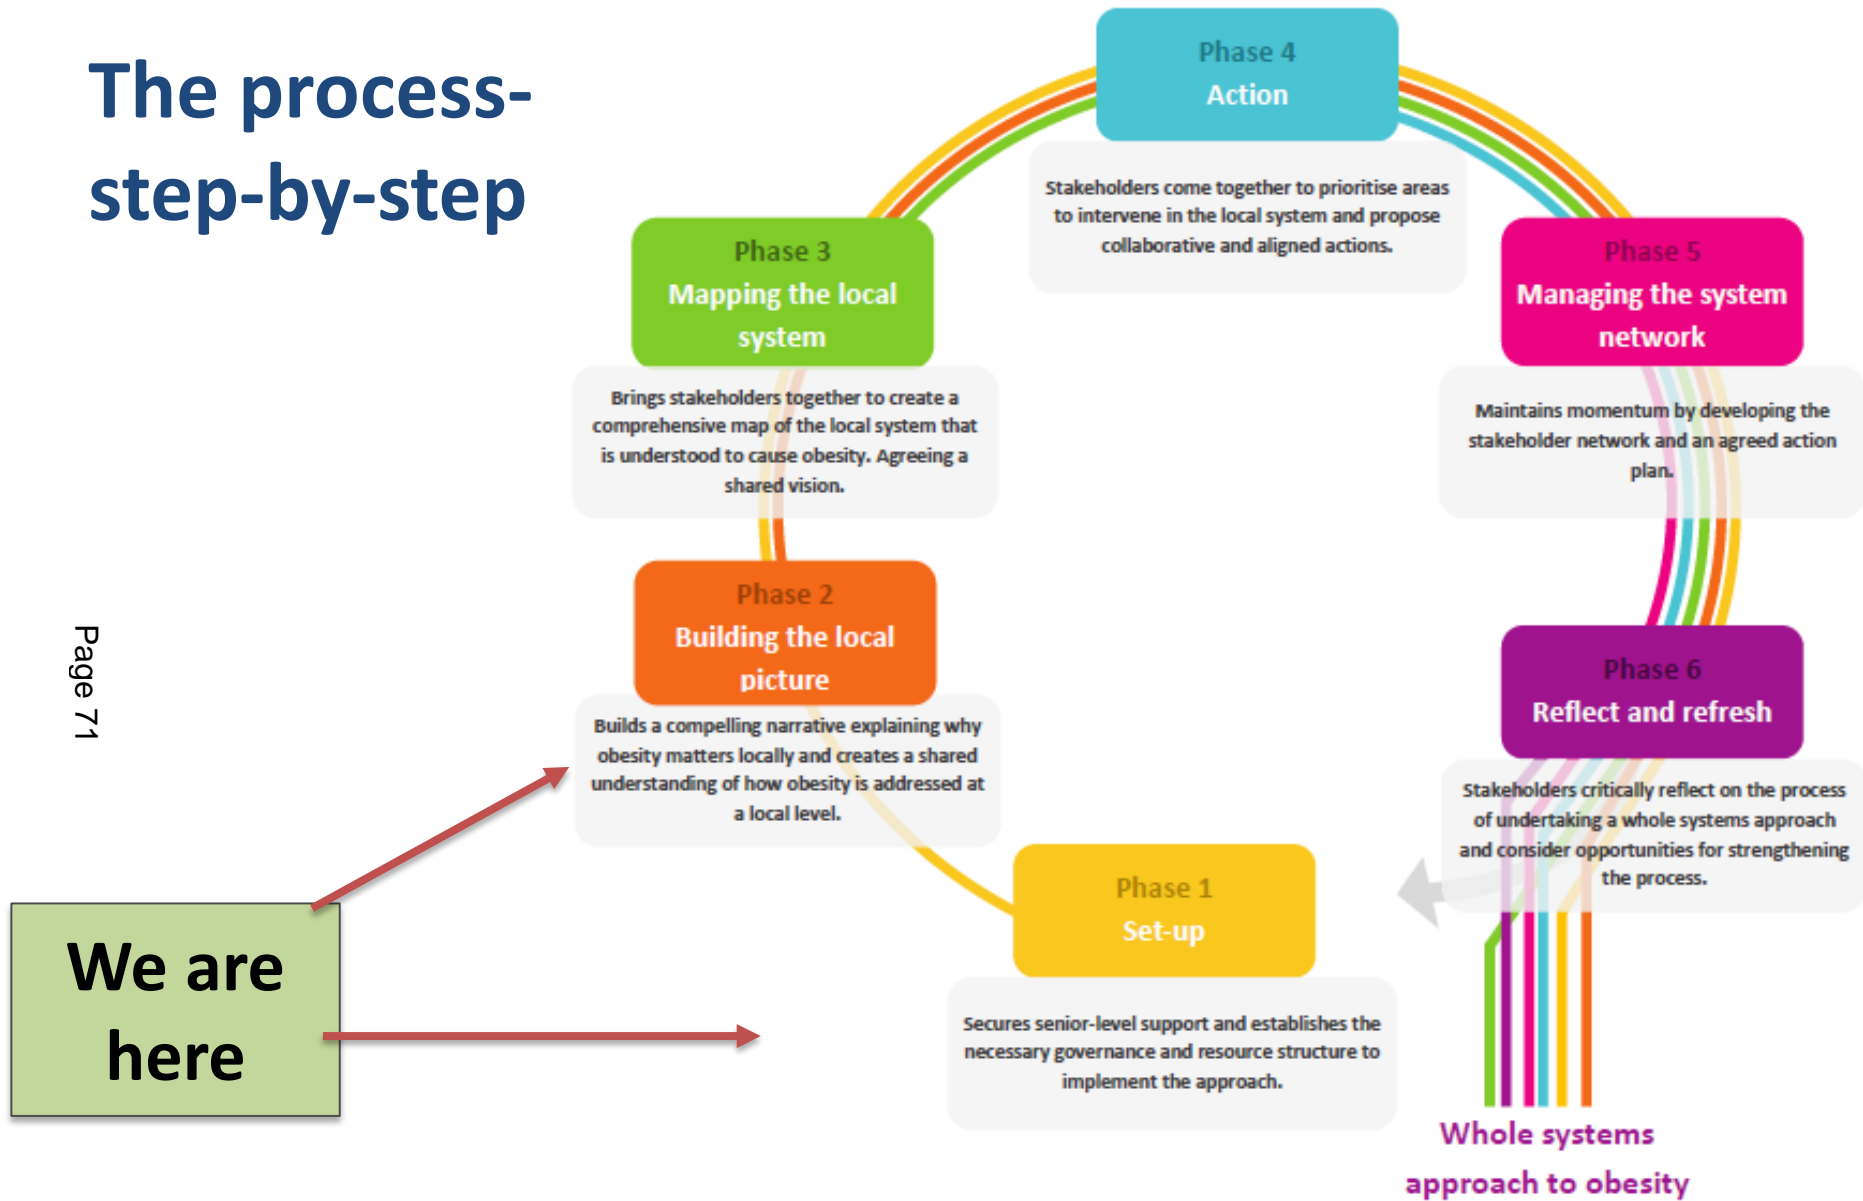 The process-
step-by-step
Phase 4
Action
Stakeholders come together to prioritise areas
to intervene in the local system and propose
collaborative and aligned actions.
Phase 3
Mapping the local
system
Brings stakeholders together to create a
comprehensive map of the local system that
is understood to cause obesity. Agreeing a
shared vision.
Phase 5
Managing the system
network
Maintains momentum by developing the
stakeholder network and an agreed action
plan.
Phase 2
Building the local
picture
Builds a compelling narrative explaining why
obesity matters locally and creates a shared
understanding of how obesity is addressed at
a local level.
Phase 6
Reflect and refresh
Stakeholders critically reflect on the process
of undertaking a whole systems approach
and consider opportunities for strengthening
the process.
Phase 1
Set-up
Secures senior-level support and establishes the
necessary governance and resource structure to
implement the approach.
We are
here
Whole systems
approach to obesity
Page 71